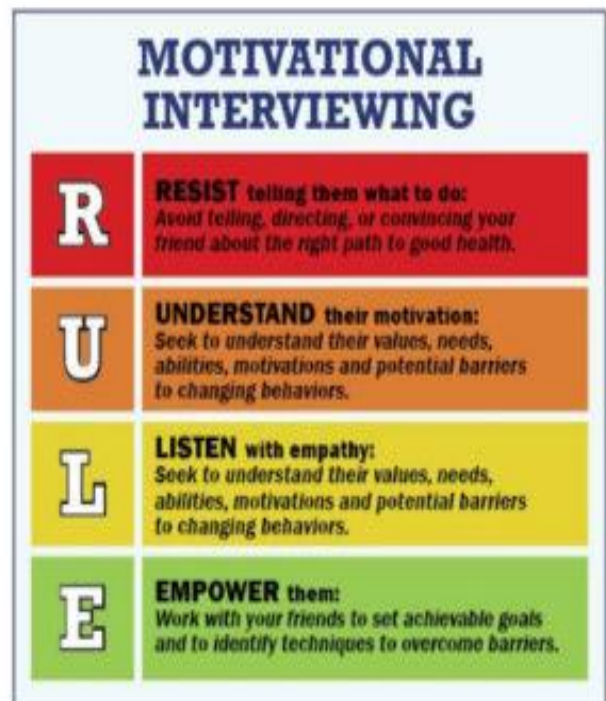 MOTIVATIONAL
INTERVIEWING
R
RESIST telling them what to do:
Avoid telling, directing, or convincing your
friend about the right path to good health.
U
UNDERSTAND their motivation:
Seek to understand their values, needs,
abilities, motivations and potential barriers
to changing behaviors.
L
LISTEN with empathy:
Seek to understand their values, needs,
abilities, motivations and potential barriers
to changing behaviors.
E
EMPOWER them:
Work with your friends to set achievable goals
and to identify techniques to overcome barriers.